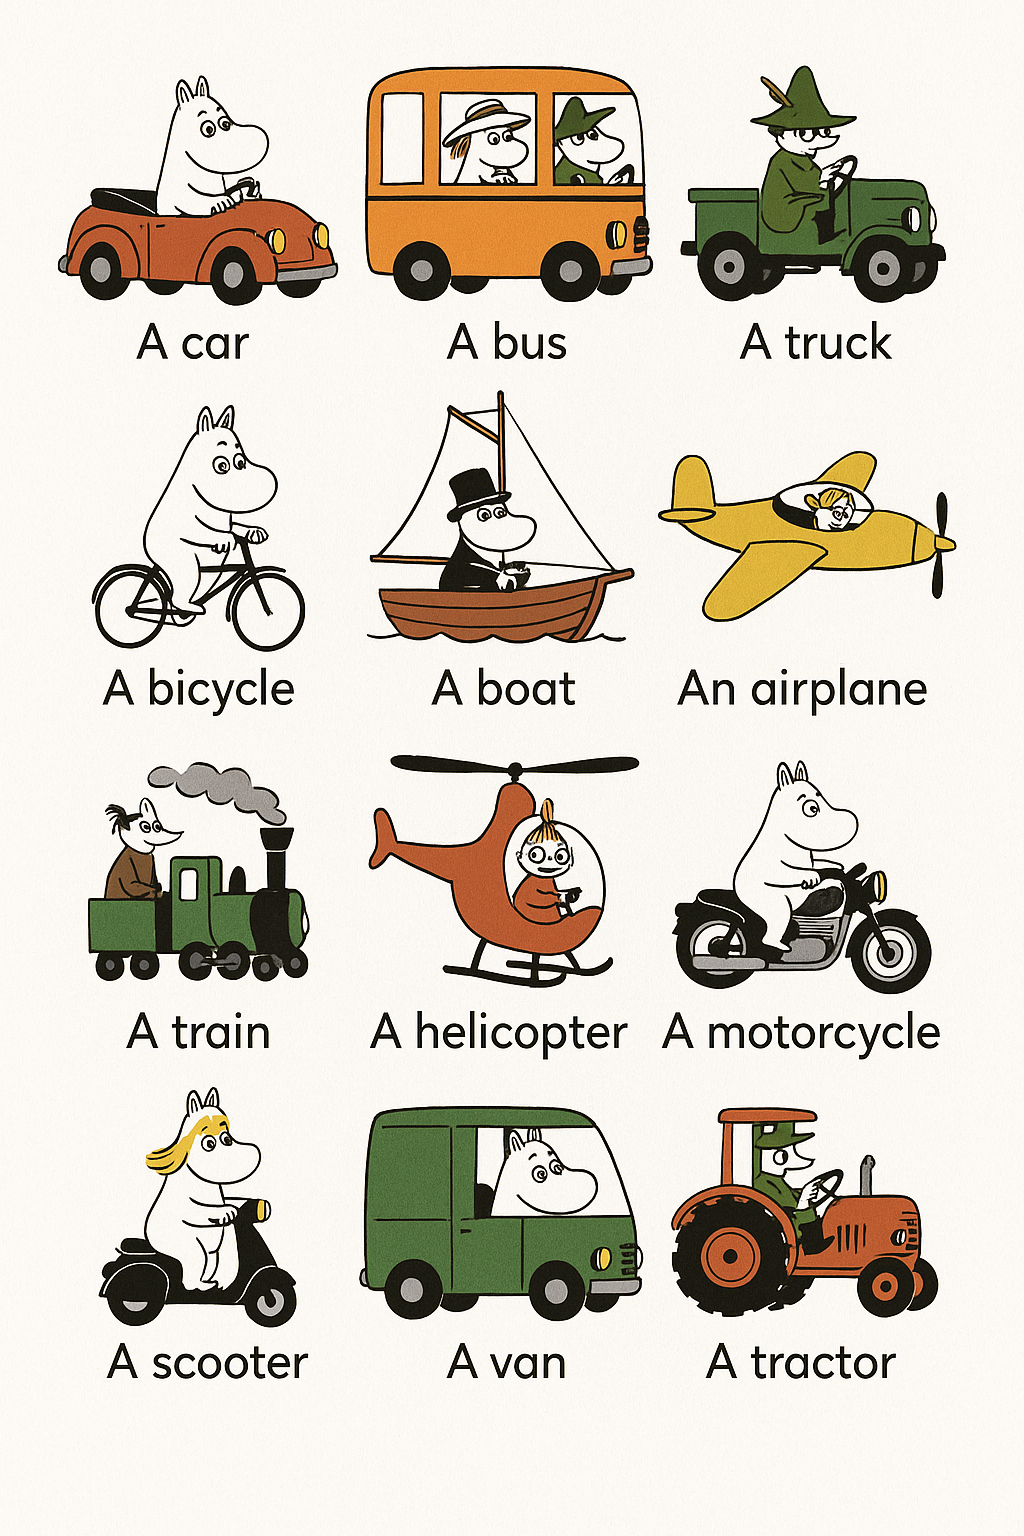 A car
A bus
A truck
A bicycle
A boat
An airplane
A train
A helicopter
A motorcycle
A scooter
A van
A tractor